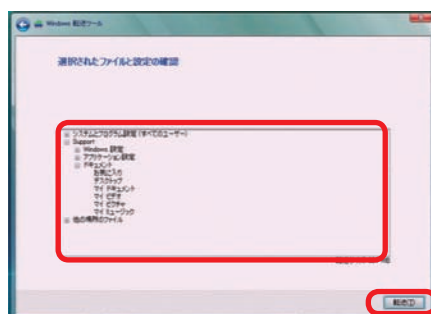 Windows 転送ツール
選択されたファイルと設定の確認
システムとプログラム設定 (すべてのユーザー)
Support
Windows 設定
アプリケーション設定
ドキュメント
お気に入り
デスクトップ
マイ ドキュメント
マイ ビデオ
マイ ピクチャ
マイ ミュージック
他の場所のファイル
転送(T)